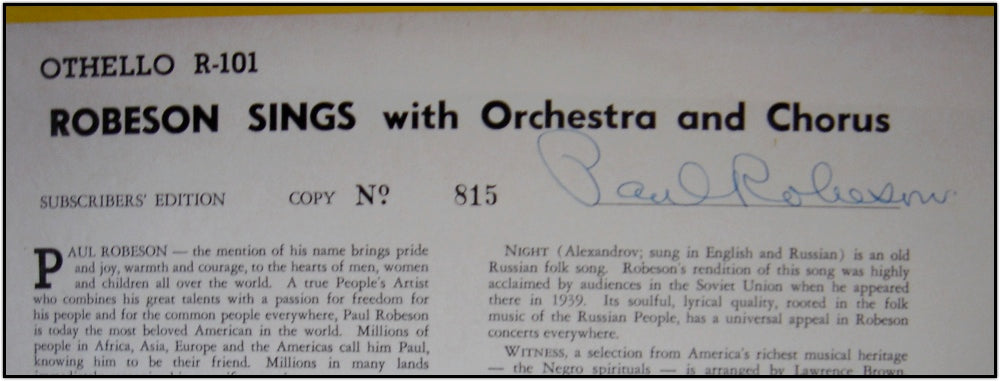 OTHELLO R-101
ROBESON SINGS with Orchestra and Chorus
SUBSCRIBERS' EDITION COPY Nº 815 Paul Robeson
PAUL ROBESON — the mention of his name brings pride
and joy, warmth and courage, to the hearts of men, women
and children all over the world. A true People's Artist
who combines his great talents with a passion for freedom for
his people and for the common people everywhere, Paul Robeson
is today the most beloved American in the world. Millions of
people in Africa, Asia, Europe and the Americas call him Paul,
knowing him to be their friend. Millions in many lands
NIGHT (Alexandrov; sung in English and Russian) is an old
Russian folk song. Robeson's rendition of this song was highly
acclaimed by audiences in the Soviet Union when he appeared
there in 1939. Its soulful, lyrical quality, rooted in the folk
music of the Russian People, has a universal appeal in Robeson
concerts everywhere.
WITNESS, a selection from America's richest musical heritage
— the Negro spirituals — is arranged by Lawrence Brown,